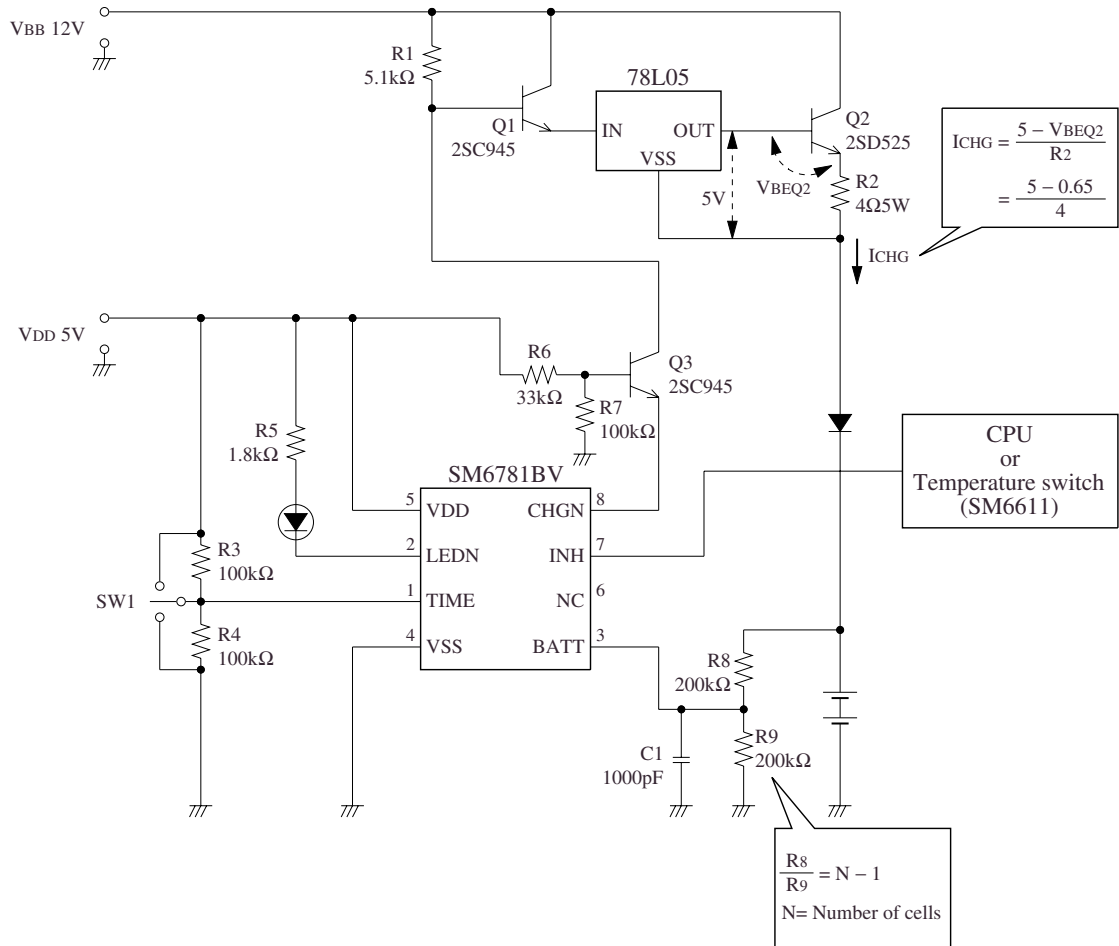 VBB 12V
R1
5.1kΩ
78L05
Q1
2SC945
IN
OUT
VSS
Q2
2SD525
VBEQ2
5V
R2
4Ω5W
ICHG = 5 − VBEQ2 / R2
= 5 − 0.65 / 4
ICHG
VDD 5V
R6
33kΩ
Q3
2SC945
R7
100kΩ
R5
1.8kΩ
CPU
or
Temperature switch
(SM6611)
SM6781BV
5
VDD
CHGN
8
2
LEDN
INH
7
1
TIME
NC
6
4
VSS
BATT
3
R3
100kΩ
SW1
R4
100kΩ
R8
200kΩ
R9
200kΩ
C1
1000pF
R8 / R9 = N − 1
N= Number of cells